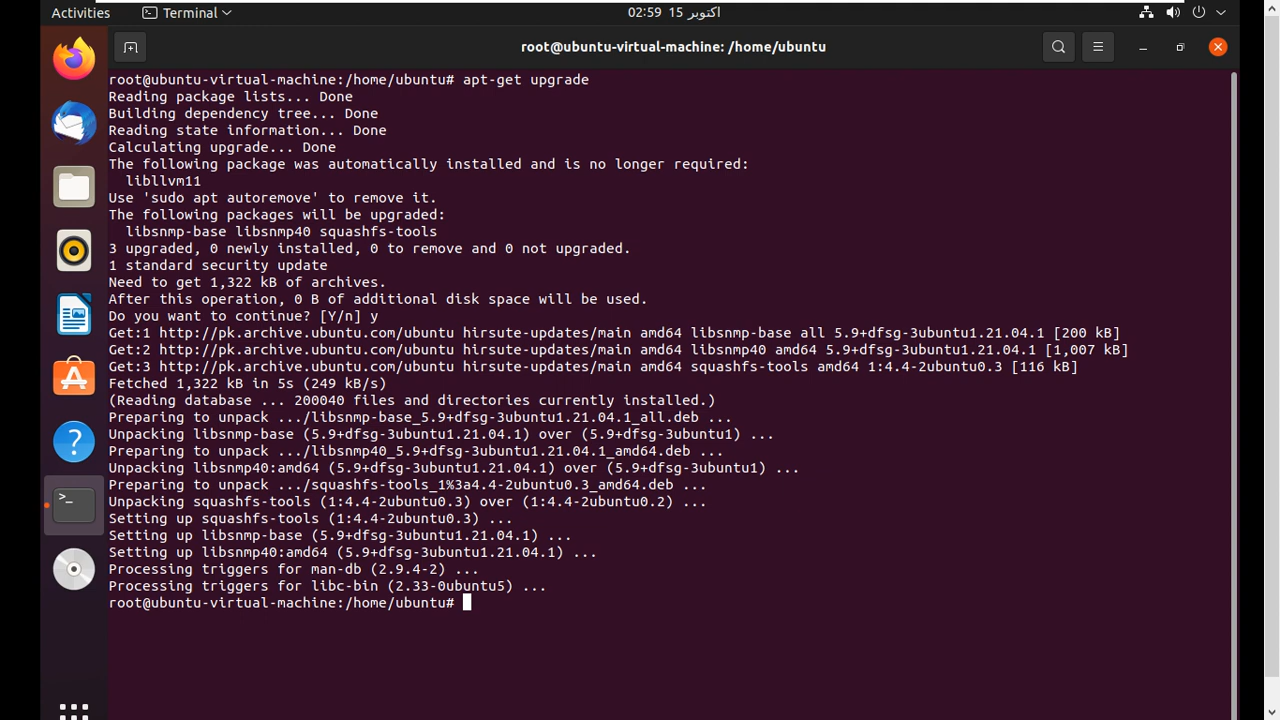 Activities
Terminal
02:59 اکتوبر 15
root@ubuntu-virtual-machine: /home/ubuntu
root@ubuntu-virtual-machine:/home/ubuntu# apt-get upgrade
Reading package lists... Done
Building dependency tree... Done
Reading state information... Done
Calculating upgrade... Done
The following package was automatically installed and is no longer required:
  libllvm11
Use 'sudo apt autoremove' to remove it.
The following packages will be upgraded:
  libsnmp-base libsnmp40 squashfs-tools
3 upgraded, 0 newly installed, 0 to remove and 0 not upgraded.
1 standard security update
Need to get 1,322 kB of archives.
After this operation, 0 B of additional disk space will be used.
Do you want to continue? [Y/n] y
Get:1 http://pk.archive.ubuntu.com/ubuntu hirsute-updates/main amd64 libsnmp-base all 5.9+dfsg-3ubuntu1.21.04.1 [200 kB]
Get:2 http://pk.archive.ubuntu.com/ubuntu hirsute-updates/main amd64 libsnmp40 amd64 5.9+dfsg-3ubuntu1.21.04.1 [1,007 kB]
Get:3 http://pk.archive.ubuntu.com/ubuntu hirsute-updates/main amd64 squashfs-tools amd64 1:4.4-2ubuntu0.3 [116 kB]
Fetched 1,322 kB in 5s (249 kB/s)
(Reading database ... 200040 files and directories currently installed.)
Preparing to unpack .../libsnmp-base_5.9+dfsg-3ubuntu1.21.04.1_all.deb ...
Unpacking libsnmp-base (5.9+dfsg-3ubuntu1.21.04.1) over (5.9+dfsg-3ubuntu1) ...
Preparing to unpack .../libsnmp40_5.9+dfsg-3ubuntu1.21.04.1_amd64.deb ...
Unpacking libsnmp40:amd64 (5.9+dfsg-3ubuntu1.21.04.1) over (5.9+dfsg-3ubuntu1) ...
Preparing to unpack .../squashfs-tools_1%3a4.4-2ubuntu0.3_amd64.deb ...
Unpacking squashfs-tools (1:4.4-2ubuntu0.3) over (1:4.4-2ubuntu0.2) ...
Setting up squashfs-tools (1:4.4-2ubuntu0.3) ...
Setting up libsnmp-base (5.9+dfsg-3ubuntu1.21.04.1) ...
Setting up libsnmp40:amd64 (5.9+dfsg-3ubuntu1.21.04.1) ...
Processing triggers for man-db (2.9.4-2) ...
Processing triggers for libc-bin (2.33-0ubuntu5) ...
root@ubuntu-virtual-machine:/home/ubuntu#